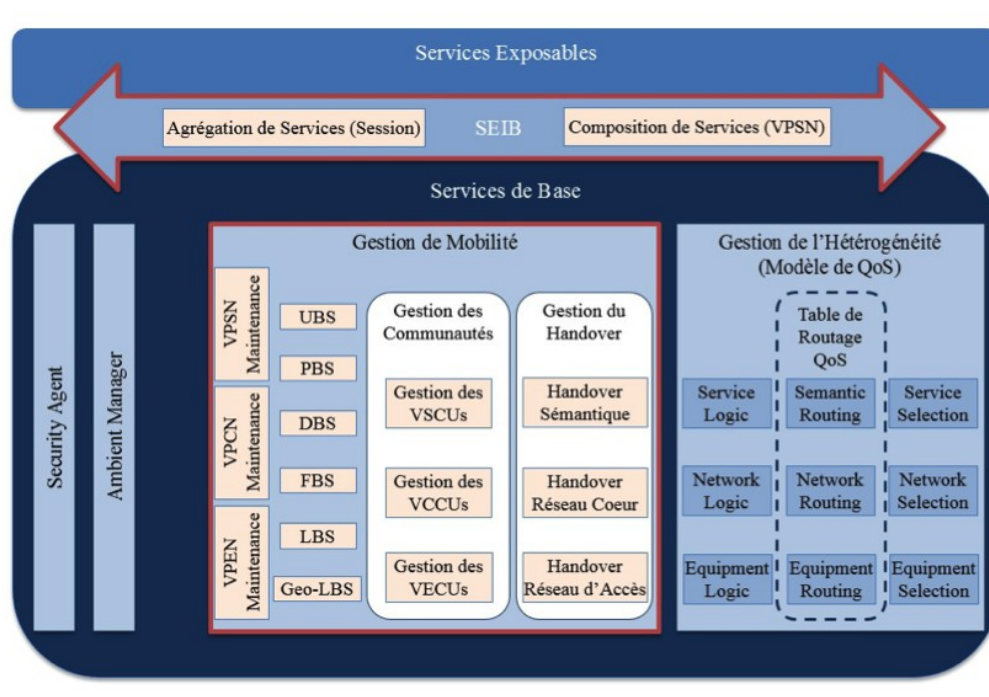 Services Exposables
Agrégation de Services (Session)
SEIB
Composition de Services (VPSN)
Services de Base
Security Agent
Ambient Manager
Gestion de Mobilité
VPSN
Maintenance
VPCN
Maintenance
VPEN
Maintenance
UBS
PBS
DBS
FBS
LBS
Geo-LBS
Gestion des
Communautés
Gestion des
VSCUs
Gestion des
VCCUs
Gestion des
VECUs
Gestion du
Handover
Handover
Sémantique
Handover
Réseau Coeur
Handover
Réseau d'Accès
Gestion de l'Hétérogénéité
(Modèle de QoS)
Table de
Routage
QoS
Service
Logic
Semantic
Routing
Service
Selection
Network
Logic
Network
Routing
Network
Selection
Equipment
Logic
Equipment
Routing
Equipment
Selection